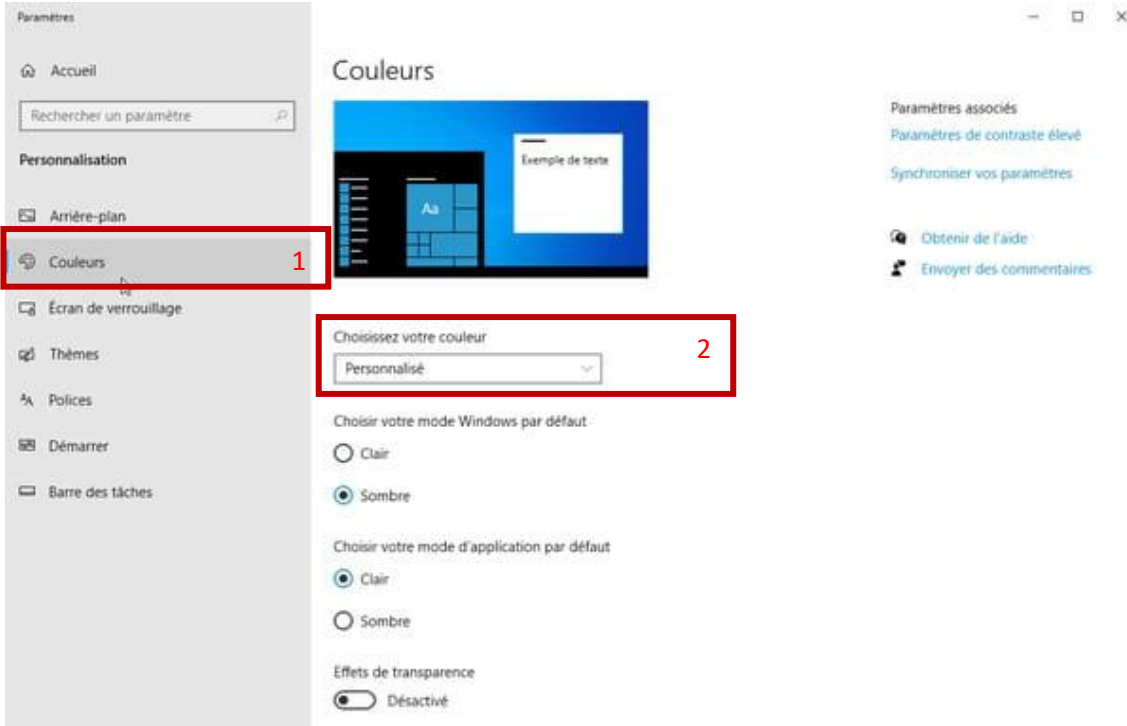 Paramètres
Accueil
Rechercher un paramètre
Personnalisation
Arrière-plan
Couleurs
1
Écran de verrouillage
Thèmes
Polices
Démarrer
Barre des tâches
Couleurs
Exemple de texte
Aa
Choisissez votre couleur
2
Personnalisé
Choisir votre mode Windows par défaut
Clair
Sombre
Choisir votre mode d'application par défaut
Clair
Sombre
Effets de transparence
Désactivé
Paramètres associés
Paramètres de contraste élevé
Synchroniser vos paramètres
Obtenir de l'aide
Envoyer des commentaires